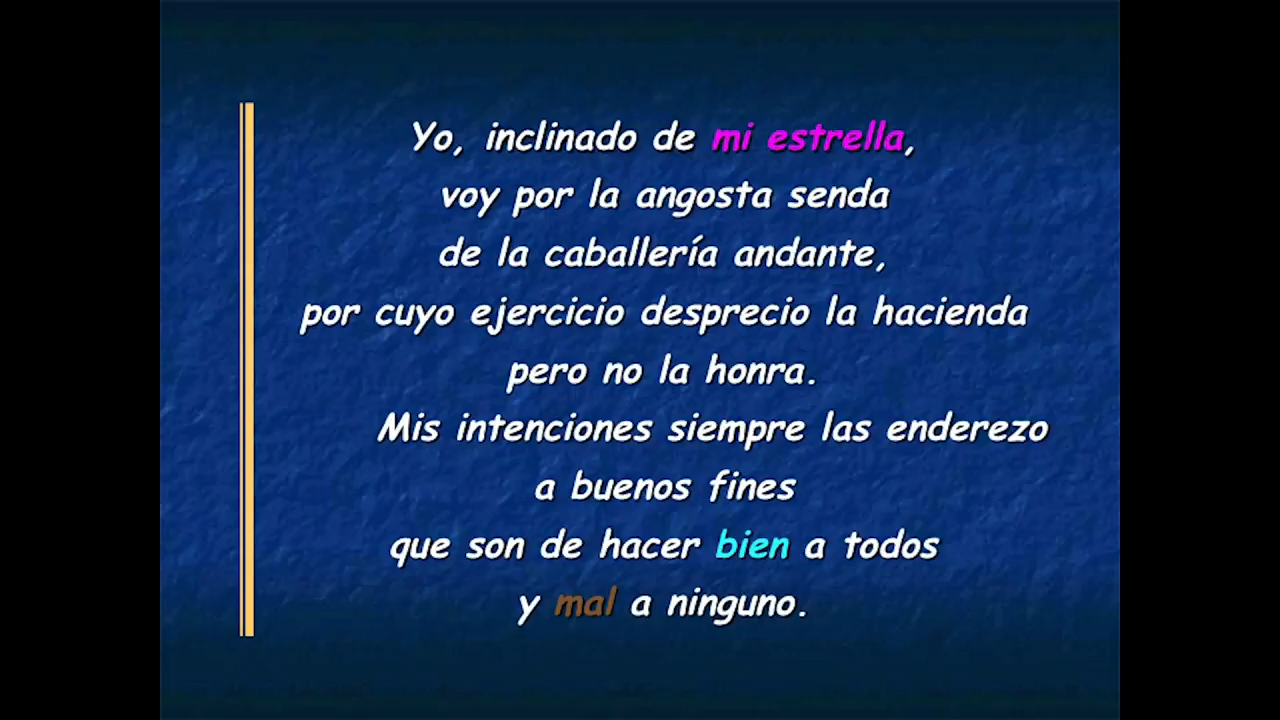 Yo, inclinado de mi estrella,
voy por la angosta senda
de la caballería andante,
por cuyo ejercicio desprecio la hacienda
pero no la honra.
Mis intenciones siempre las enderezo
a buenos fines
que son de hacer bien a todos
y mal a ninguno.